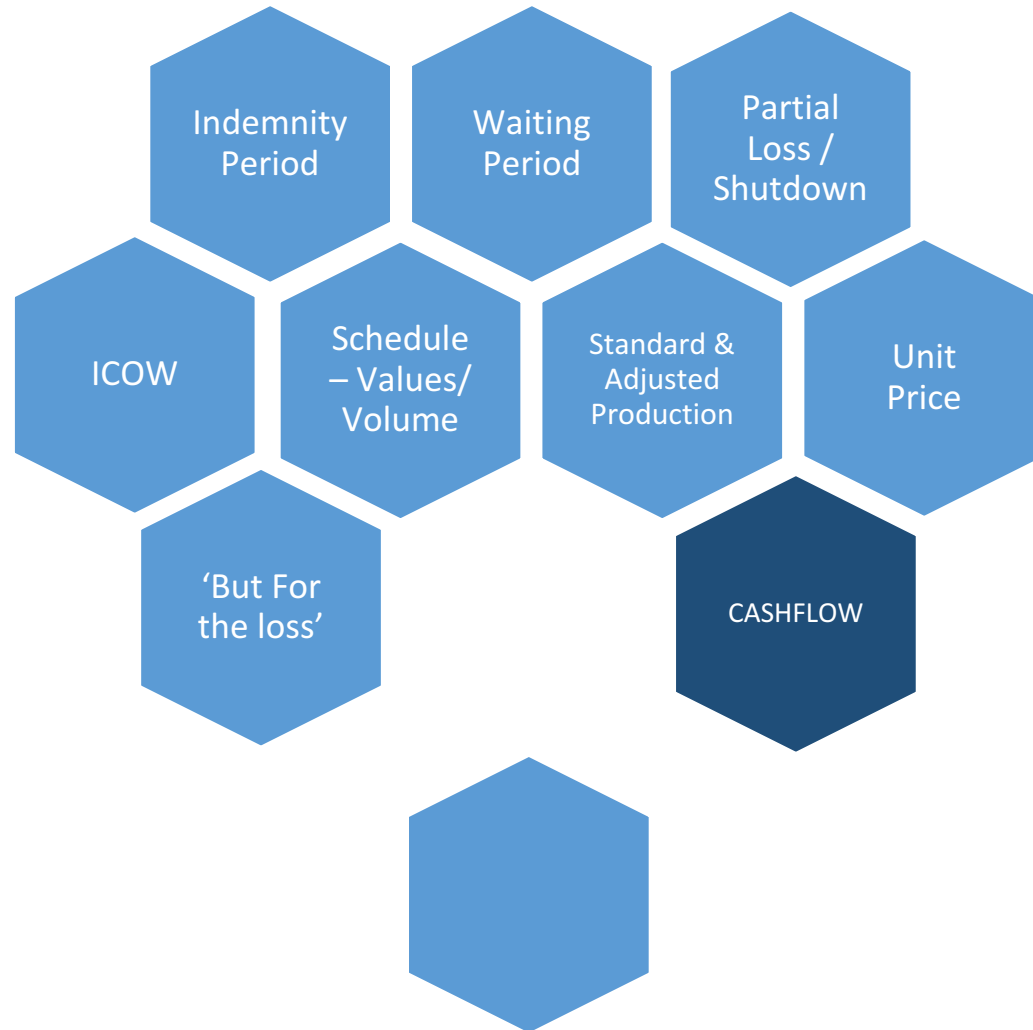 Indemnity
Period
Waiting
Period
Partial
Loss /
Shutdown
ICOW
Schedule
– Values/
Volume
Standard &
Adjusted
Production
Unit
Price
‘But For
the loss’
CASHFLOW